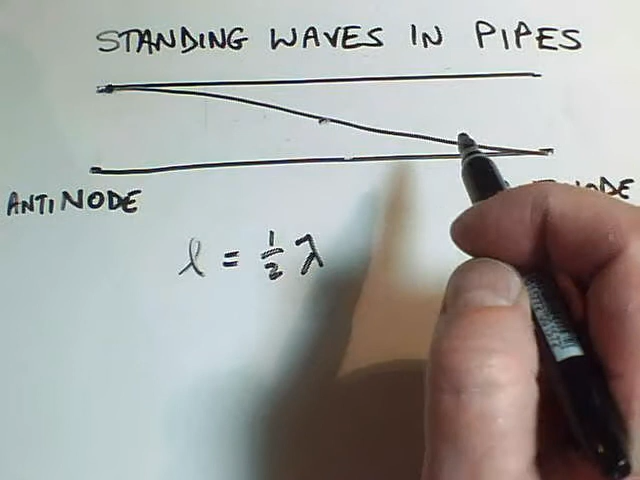 STANDING WAVES IN PIPES
ANTINODE
l = 1/2 λ